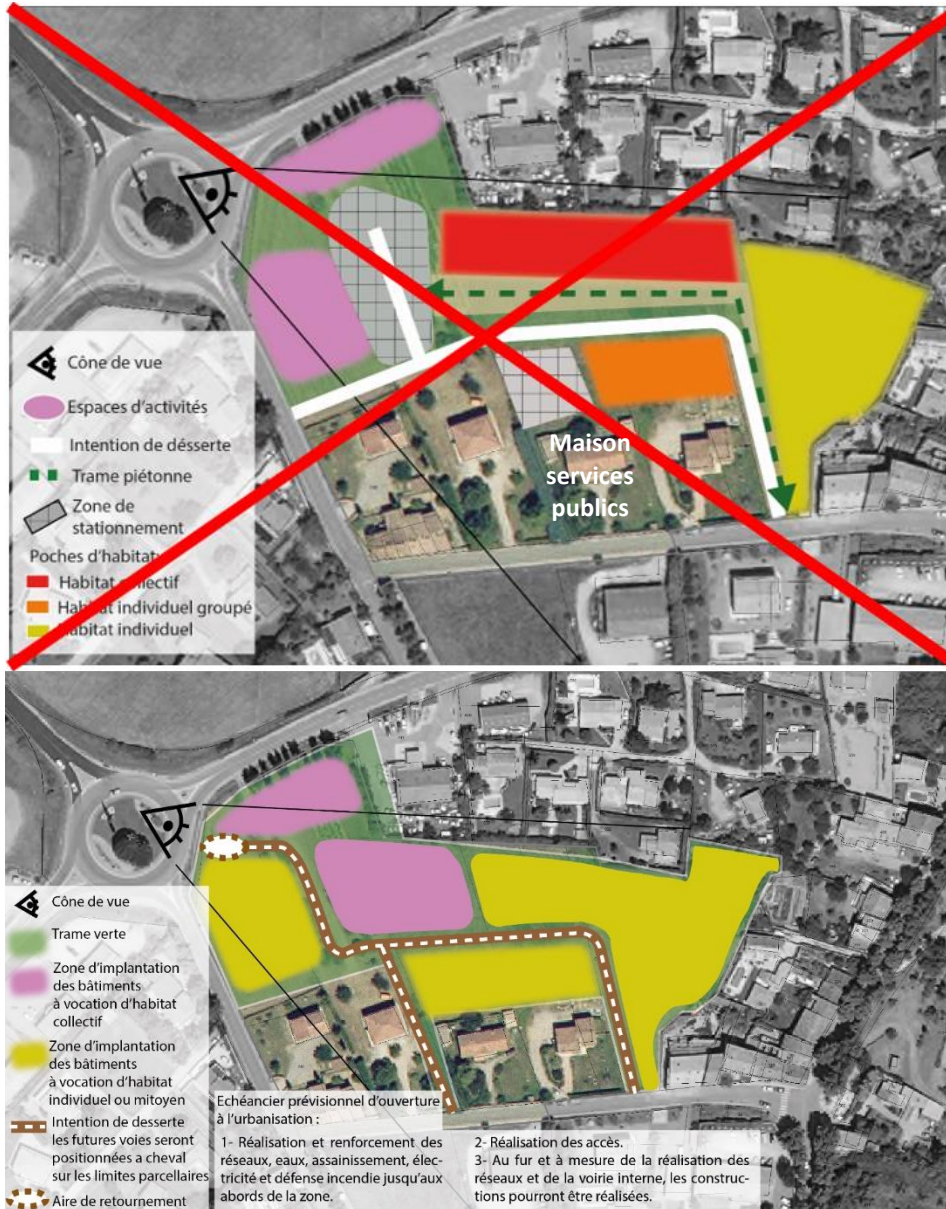 Cône de vue
Espaces d'activités
Intention de désserte
Trame piétonne
Zone de
stationnement
Poches d'habitat
Habitat collectif
Habitat individuel groupé
Habitat individuel
Maison
services
publics
Cône de vue
Trame verte
Zone d'implantation
des bâtiments
à vocation d'habitat
collectif
Zone d'implantation
des bâtiments
à vocation d'habitat
individuel ou mitoyen
Intention de desserte
les futures voies seront
positionnées a cheval
sur les limites parcellaires
Aire de retournement
Echéancier prévisionnel d'ouverture
à l'urbanisation :
1- Réalisation et renforcement des
réseaux, eaux, assainissement, élec-
tricité et défense incendie jusqu'aux
abords de la zone.
2- Réalisation des accès.
3- Au fur et à mesure de la réalisation des
réseaux et de la voirie interne, les construc-
tions pourront être réalisées.